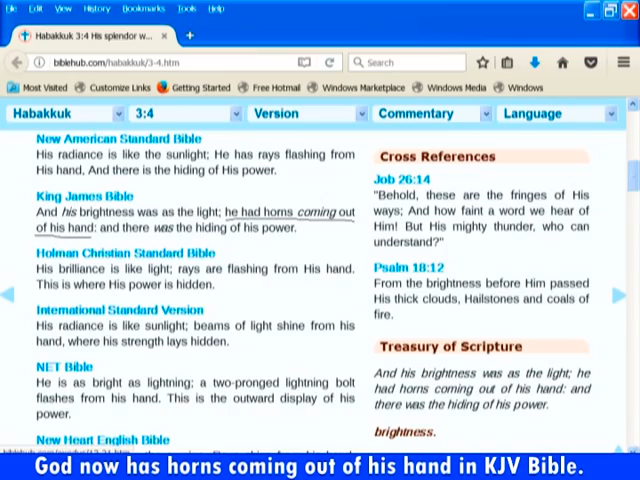 File Edit View History Bookmarks Tools Help
Habakkuk 3:4 His splendor w... × +
biblehub.com/habakkuk/3-4.htm
Search
Most Visited Customize Links Getting Started Free Hotmail Windows Marketplace Windows Media Windows
Habakkuk 3:4 Version Commentary Language
New American Standard Bible
His radiance is like the sunlight; He has rays flashing from
His hand, And there is the hiding of His power.
King James Bible
And his brightness was as the light; he had horns coming out
of his hand: and there was the hiding of his power.
Holman Christian Standard Bible
His brilliance is like light; rays are flashing from His hand.
This is where His power is hidden.
International Standard Version
His radiance is like sunlight; beams of light shine from his
hand, where his strength lays hidden.
NET Bible
He is as bright as lightning; a two-pronged lightning bolt
flashes from his hand. This is the outward display of his
power.
New Heart English Bible
Cross References
Job 26:14
"Behold, these are the fringes of His
ways; And how faint a word we hear of
Him! But His mighty thunder, who can
understand?"
Psalm 18:12
From the brightness before Him passed
His thick clouds, Hailstones and coals of
fire.
Treasury of Scripture
And his brightness was as the light; he
had horns coming out of his hand: and
there was the hiding of his power.
brightness.
God now has horns coming out of his hand in KJV Bible.